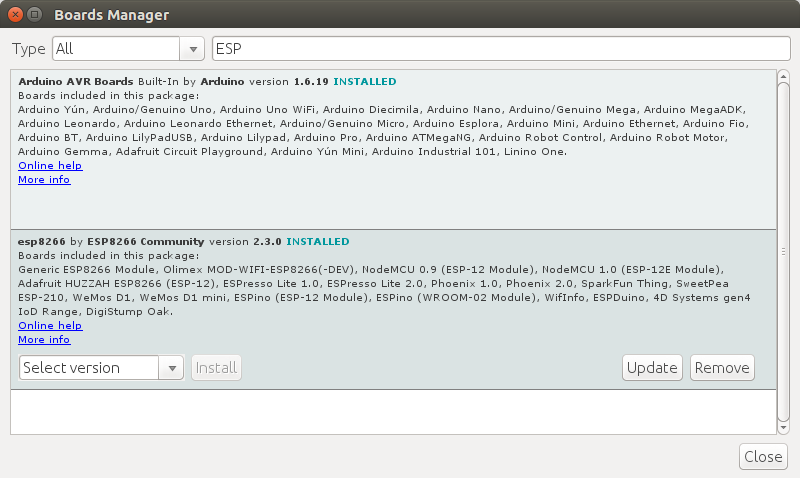 Boards Manager
Type All ESP
Arduino AVR Boards Built-In by Arduino version 1.6.19 INSTALLED
Boards included in this package:
Arduino Yún, Arduino/Genuino Uno, Arduino Uno WiFi, Arduino Diecimila, Arduino Nano, Arduino/Genuino Mega, Arduino MegaADK,
Arduino Leonardo, Arduino Leonardo Ethernet, Arduino/Genuino Micro, Arduino Esplora, Arduino Mini, Arduino Ethernet, Arduino Fio,
Arduino BT, Arduino LilyPadUSB, Arduino Lilypad, Arduino Pro, Arduino ATMegaNG, Arduino Robot Control, Arduino Robot Motor,
Arduino Gemma, Adafruit Circuit Playground, Arduino Yún Mini, Arduino Industrial 101, Linino One.
Online help
More info
esp8266 by ESP8266 Community version 2.3.0 INSTALLED
Boards included in this package:
Generic ESP8266 Module, Olimex MOD-WIFI-ESP8266(-DEV), NodeMCU 0.9 (ESP-12 Module), NodeMCU 1.0 (ESP-12E Module),
Adafruit HUZZAH ESP8266 (ESP-12), ESPresso Lite 1.0, ESPresso Lite 2.0, Phoenix 1.0, Phoenix 2.0, SparkFun Thing, SweetPea
ESP-210, WeMos D1, WeMos D1 mini, ESPino (ESP-12 Module), ESPino (WROOM-02 Module), WifInfo, ESPDuino, 4D Systems gen4
IoD Range, DigiStump Oak.
Online help
More info
Select version Install Update Remove
Close